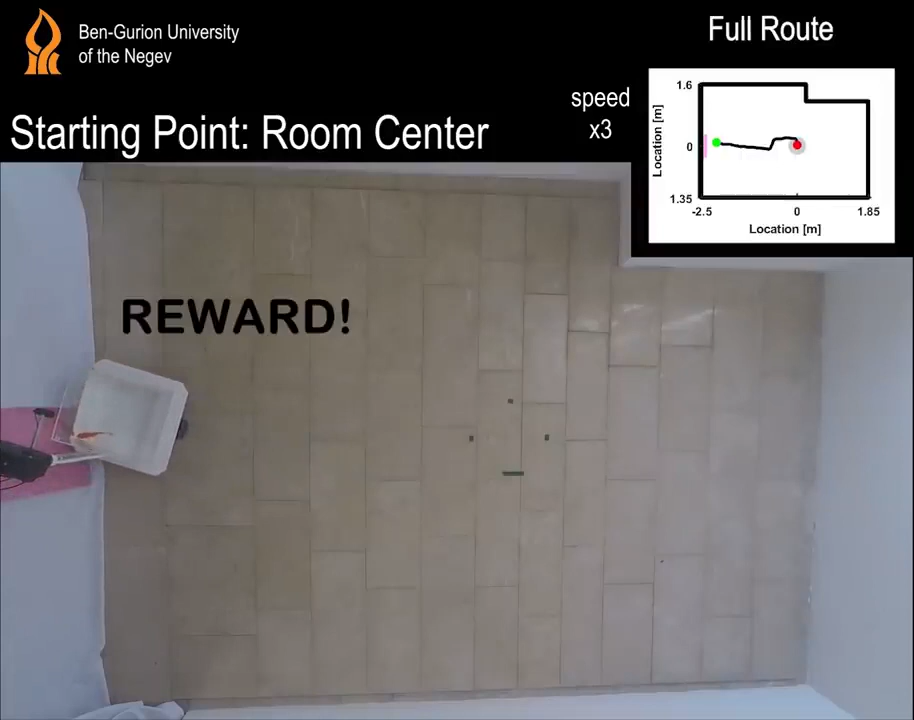 Ben-Gurion University
of the Negev
Full Route
Starting Point: Room Center
speed
x3
1.6
0
1.35
-2.5
0
1.85
Location [m]
Location [m]
REWARD!